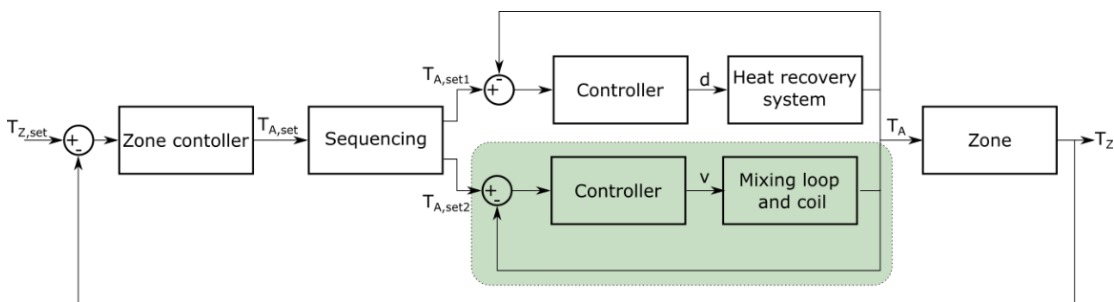 T_Z,set
+
-
Zone contoller
T_A,set
Sequencing
T_A,set1
-
+
Controller
d
Heat recovery
system
T_A,set2
+
-
Controller
v
Mixing loop
and coil
T_A
Zone
T_Z